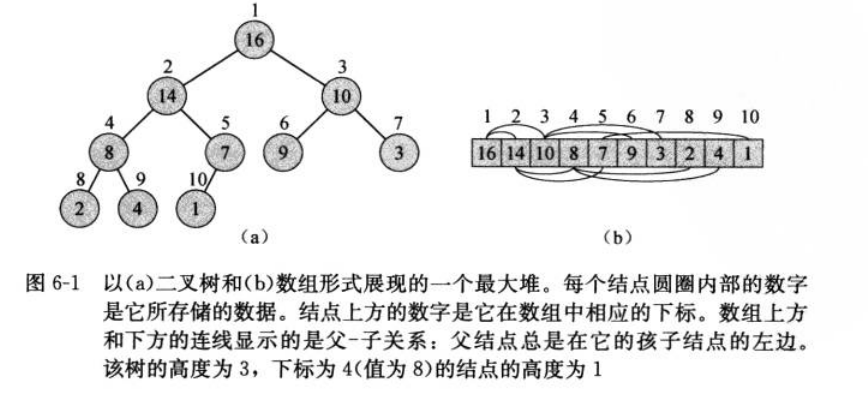 1
16
2
3
14
10
4
5
6
7
1 2 3 4 5 6 7 8 9 10
8
7
9
3
16 14 10 8 7 9 3 2 4 1
8
9
10
2
4
1
(a)
(b)
图 6-1 以(a)二叉树和(b)数组形式展现的一个最大堆。每个结点圆圈内部的数字
是它所存储的数据。结点上方的数字是它在数组中相应的下标。数组上方
和下方的连线显示的是父-子关系：父结点总是在它的孩子结点的左边。
该树的高度为 3，下标为 4(值为 8)的结点的高度为 1